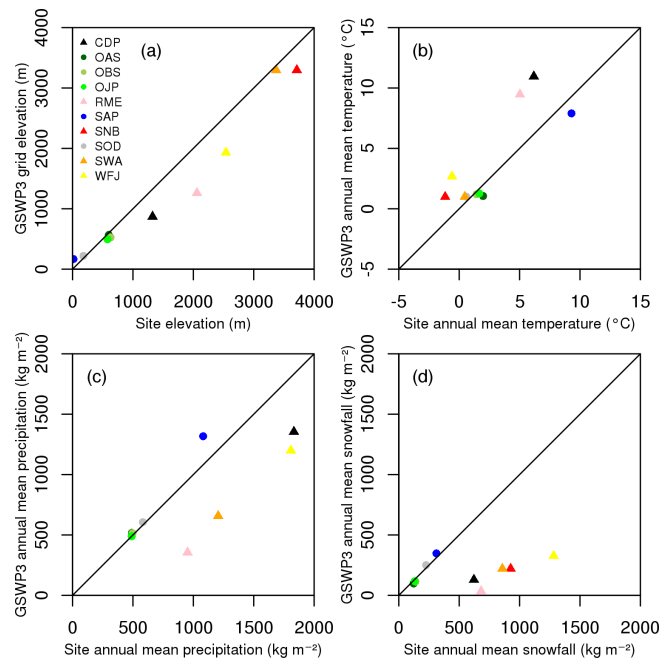 (a)
CDP
OAS
OBS
OJP
RME
SAP
SNB
SOD
SWA
WFJ
GSWP3 grid elevation (m)
0 1000 2000 3000 4000
0 1000 2000 3000 4000
Site elevation (m)
(b)
GSWP3 annual mean temperature (°C)
-5 0 5 10 15
-5 0 5 10 15
Site annual mean temperature (°C)
(c)
GSWP3 annual mean precipitation (kg m⁻²)
0 500 1000 1500 2000
0 500 1000 1500 2000
Site annual mean precipitation (kg m⁻²)
(d)
GSWP3 annual mean snowfall (kg m⁻²)
0 500 1000 1500 2000
0 500 1000 1500 2000
Site annual mean snowfall (kg m⁻²)